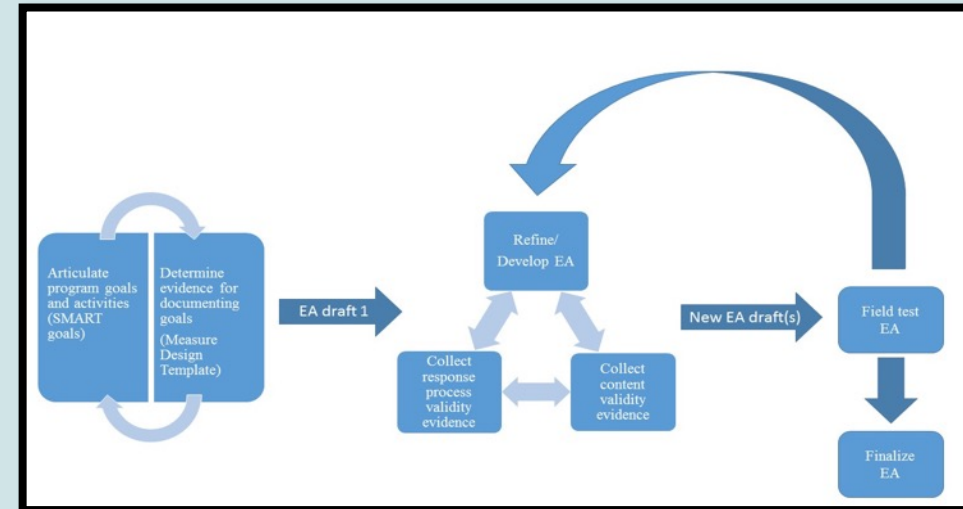 Articulate
program goals
and activities
(SMART
goals)
Determine
evidence for
documenting
goals
(Measure
Design
Template)
EA draft 1
Refine/
Develop EA
Collect
response
process
validity
evidence
Collect
content
validity
evidence
New EA draft(s)
Field test
EA
Finalize
EA